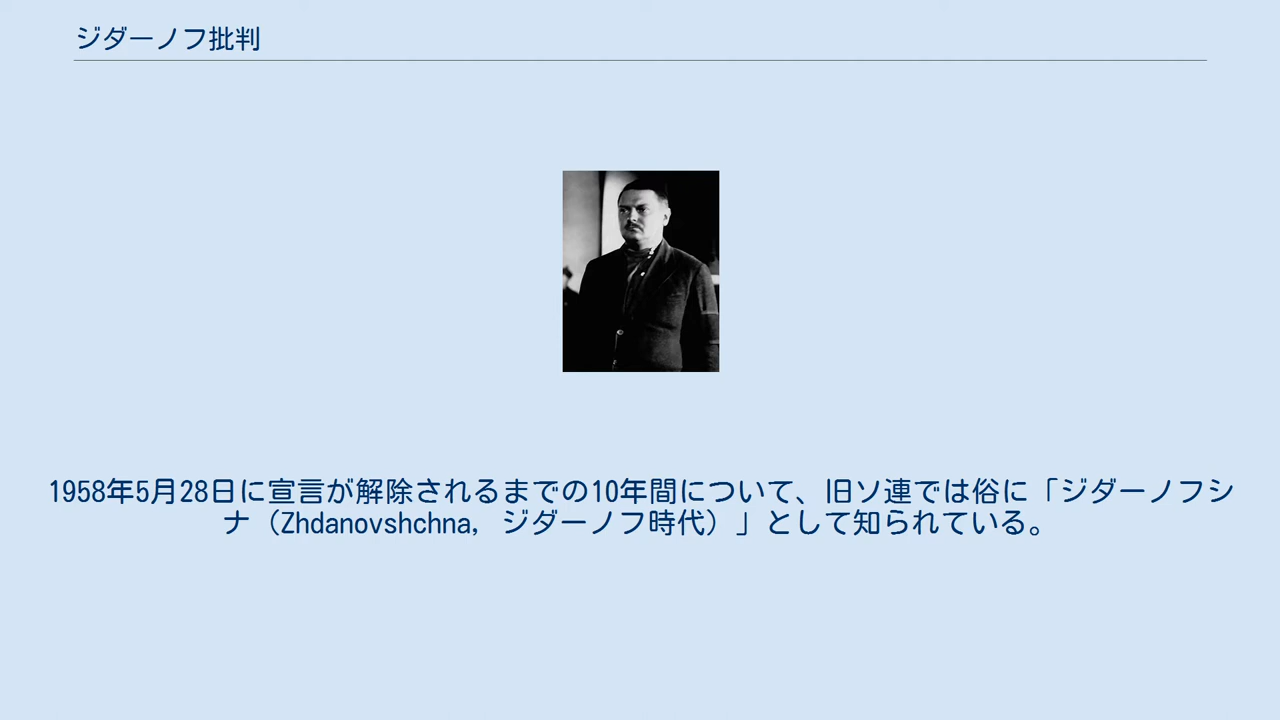 ジダーノフ批判
1958年5月28日に宣言が解除されるまでの10年間について、旧ソ連では俗に「ジダーノフシ
ナ（Zhdanovshchna, ジダーノフ時代）」として知られている。